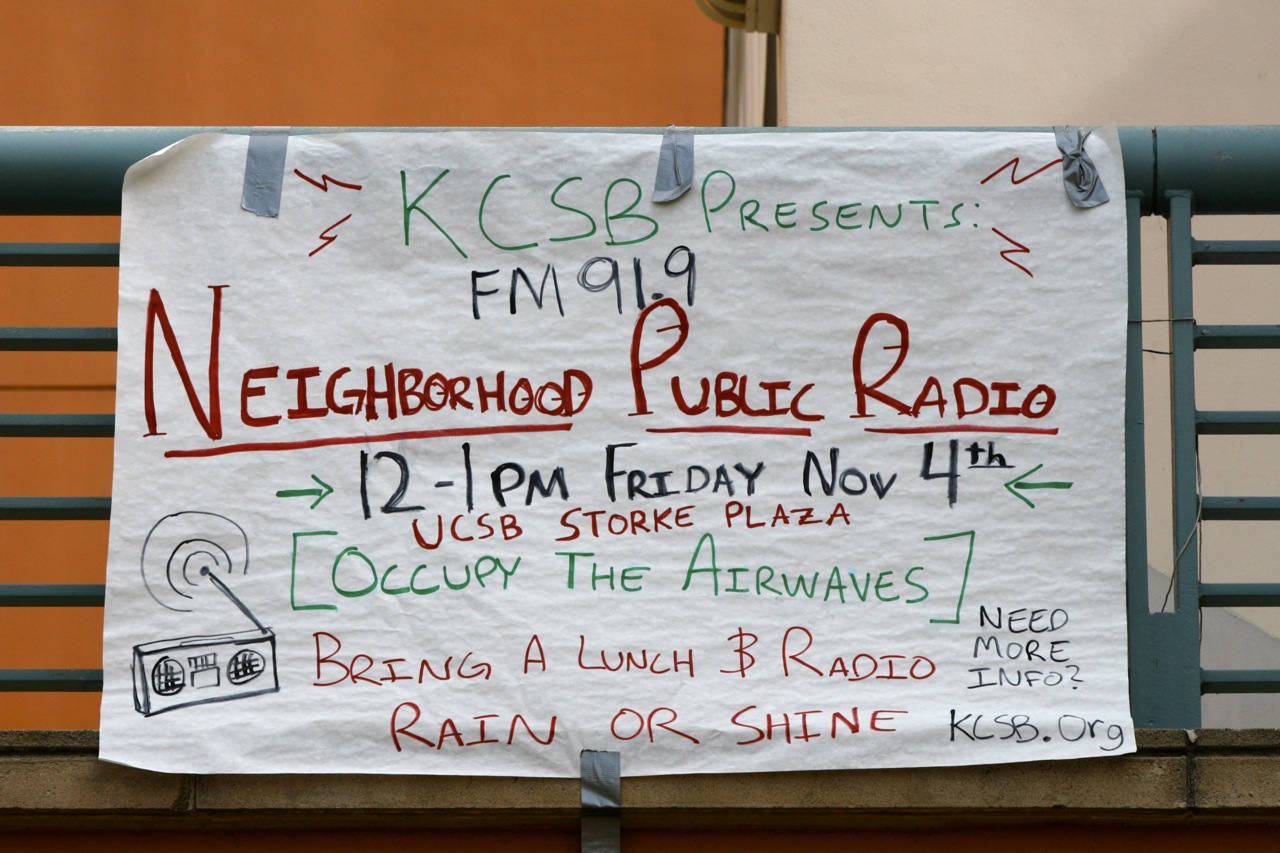 KCSB PRESENTS:
FM 91.9
NEIGHBORHOOD PUBLIC RADIO
12-1PM FRIDAY NOV 4th
UCSB STORKE PLAZA
[OCCUPY THE AIRWAVES]
BRING A LUNCH & RADIO
RAIN OR SHINE
NEED
MORE
INFO?
KCSB.Org